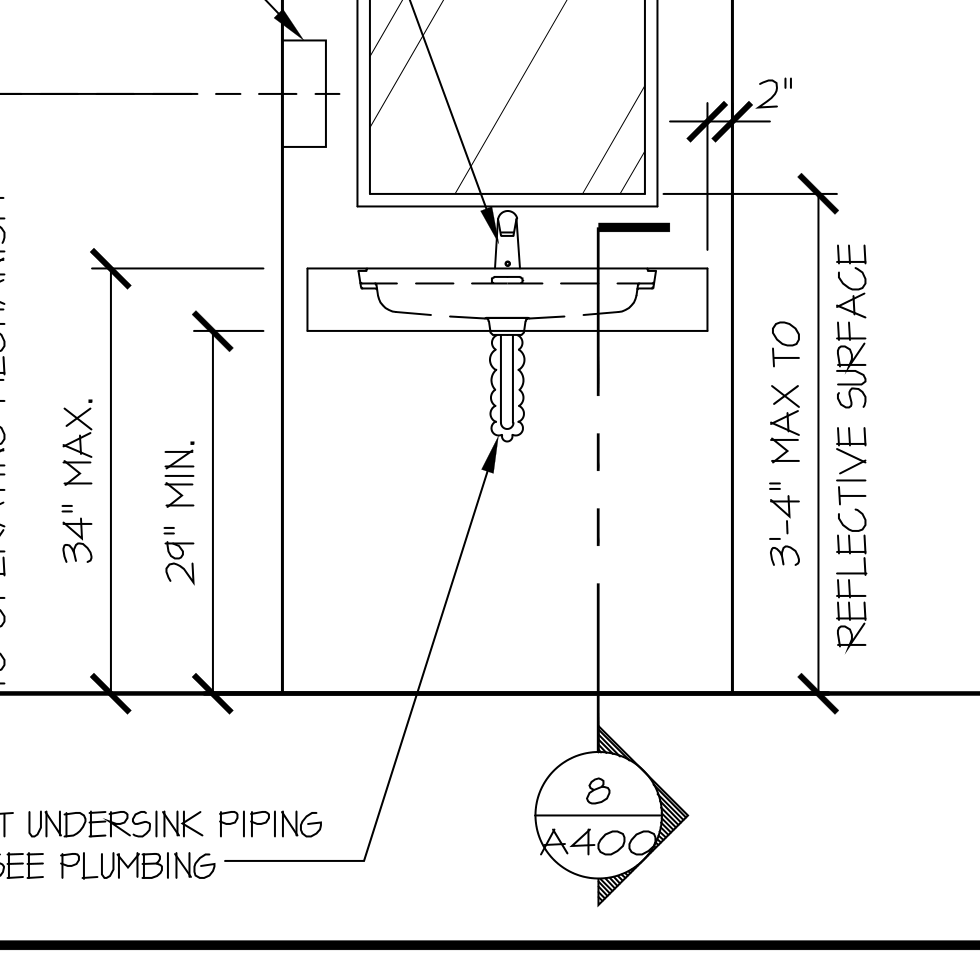 2"
34" MAX.
29" MIN.
3'-4" MAX TO
REFLECTIVE SURFACE
UNDERSINK PIPING
SEE PLUMBING
8
A400